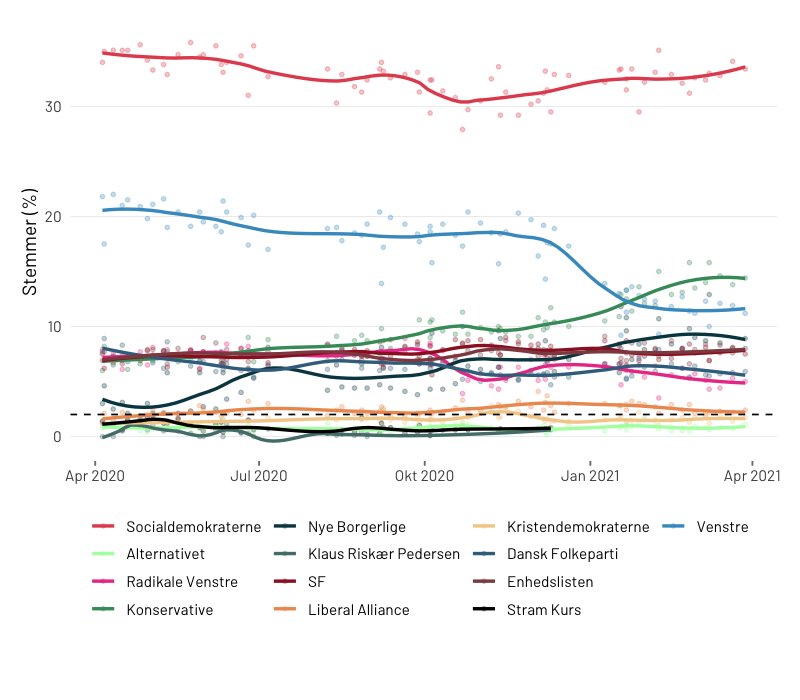 Stemmer (%)
30
20
10
0
Apr 2020 Jul 2020 Okt 2020 Jan 2021 Apr 2021
Socialdemokraterne Nye Borgerlige Kristendemokraterne Venstre
Alternativet Klaus Riskær Pedersen Dansk Folkeparti
Radikale Venstre SF Enhedslisten
Konservative Liberal Alliance Stram Kurs